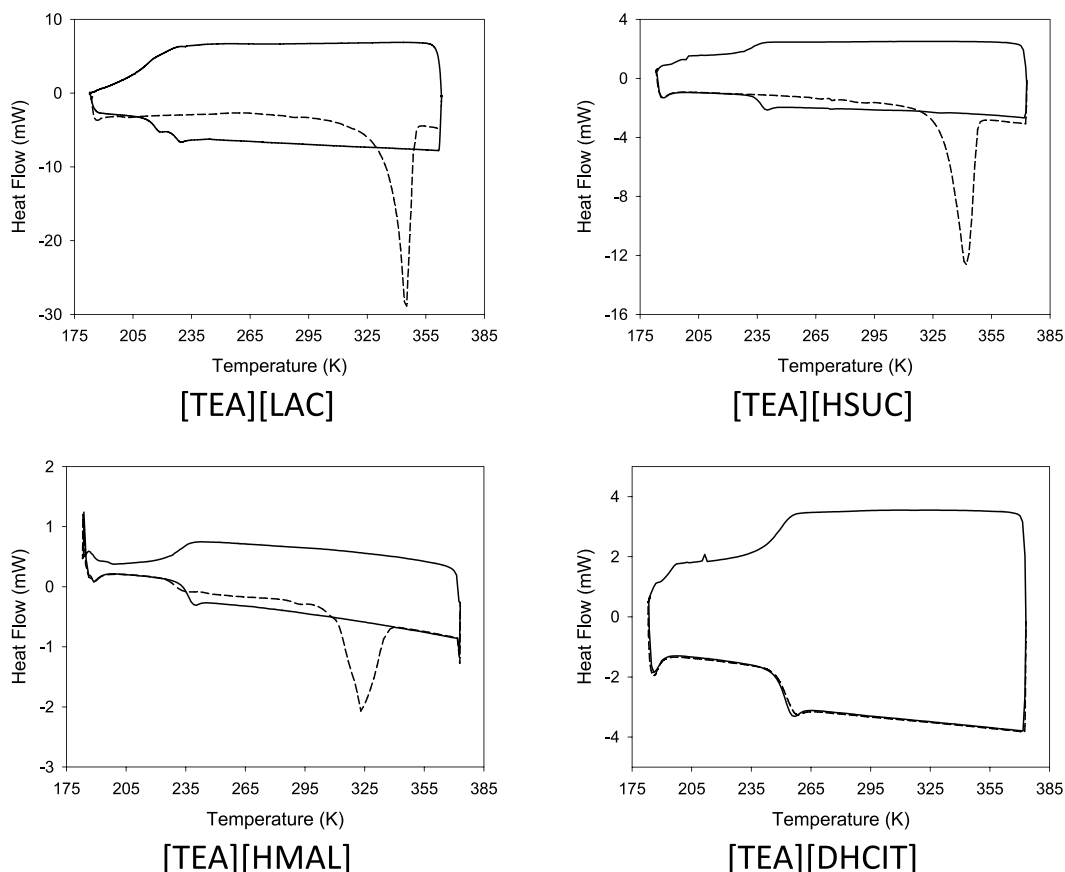 10
0
-10
-20
-30
Heat Flow (mW)
175 205 235 265 295 325 355 385
Temperature (K)
[TEA][LAC]
4
0
-4
-8
-12
-16
Heat Flow (mW)
175 205 235 265 295 325 355 385
Temperature (K)
[TEA][HSUC]
2
1
0
-1
-2
-3
Heat Flow (mW)
175 205 235 265 295 325 355 385
Temperature (K)
[TEA][HMAL]
4
2
0
-2
-4
Heat Flow (mW)
175 205 235 265 295 325 355 385
Temperature (K)
[TEA][DHCIT]